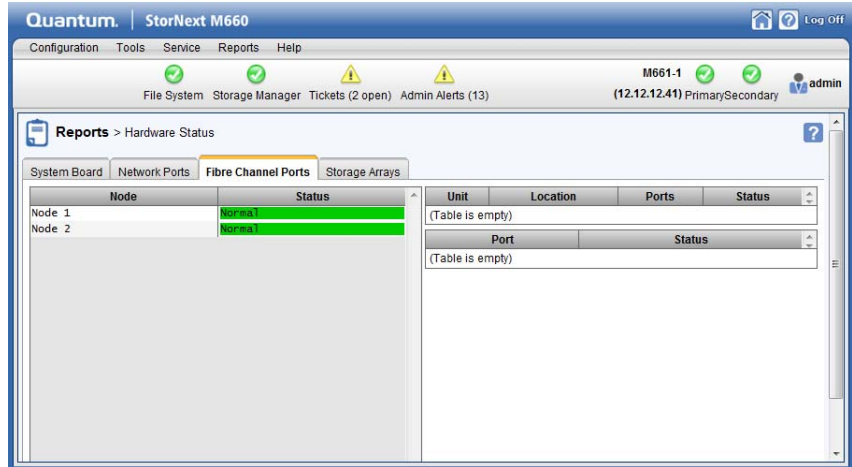 Quantum. StorNext M660 Log Off
Configuration Tools Service Reports Help
M661-1
File System Storage Manager Tickets (2 open) Admin Alerts (13) (12.12.12.41) Primary Secondary admin
Reports > Hardware Status
System Board Network Ports Fibre Channel Ports Storage Arrays
Node Status Unit Location Ports Status
Node 1 Normal (Table is empty)
Node 2 Normal
Port Status
(Table is empty)